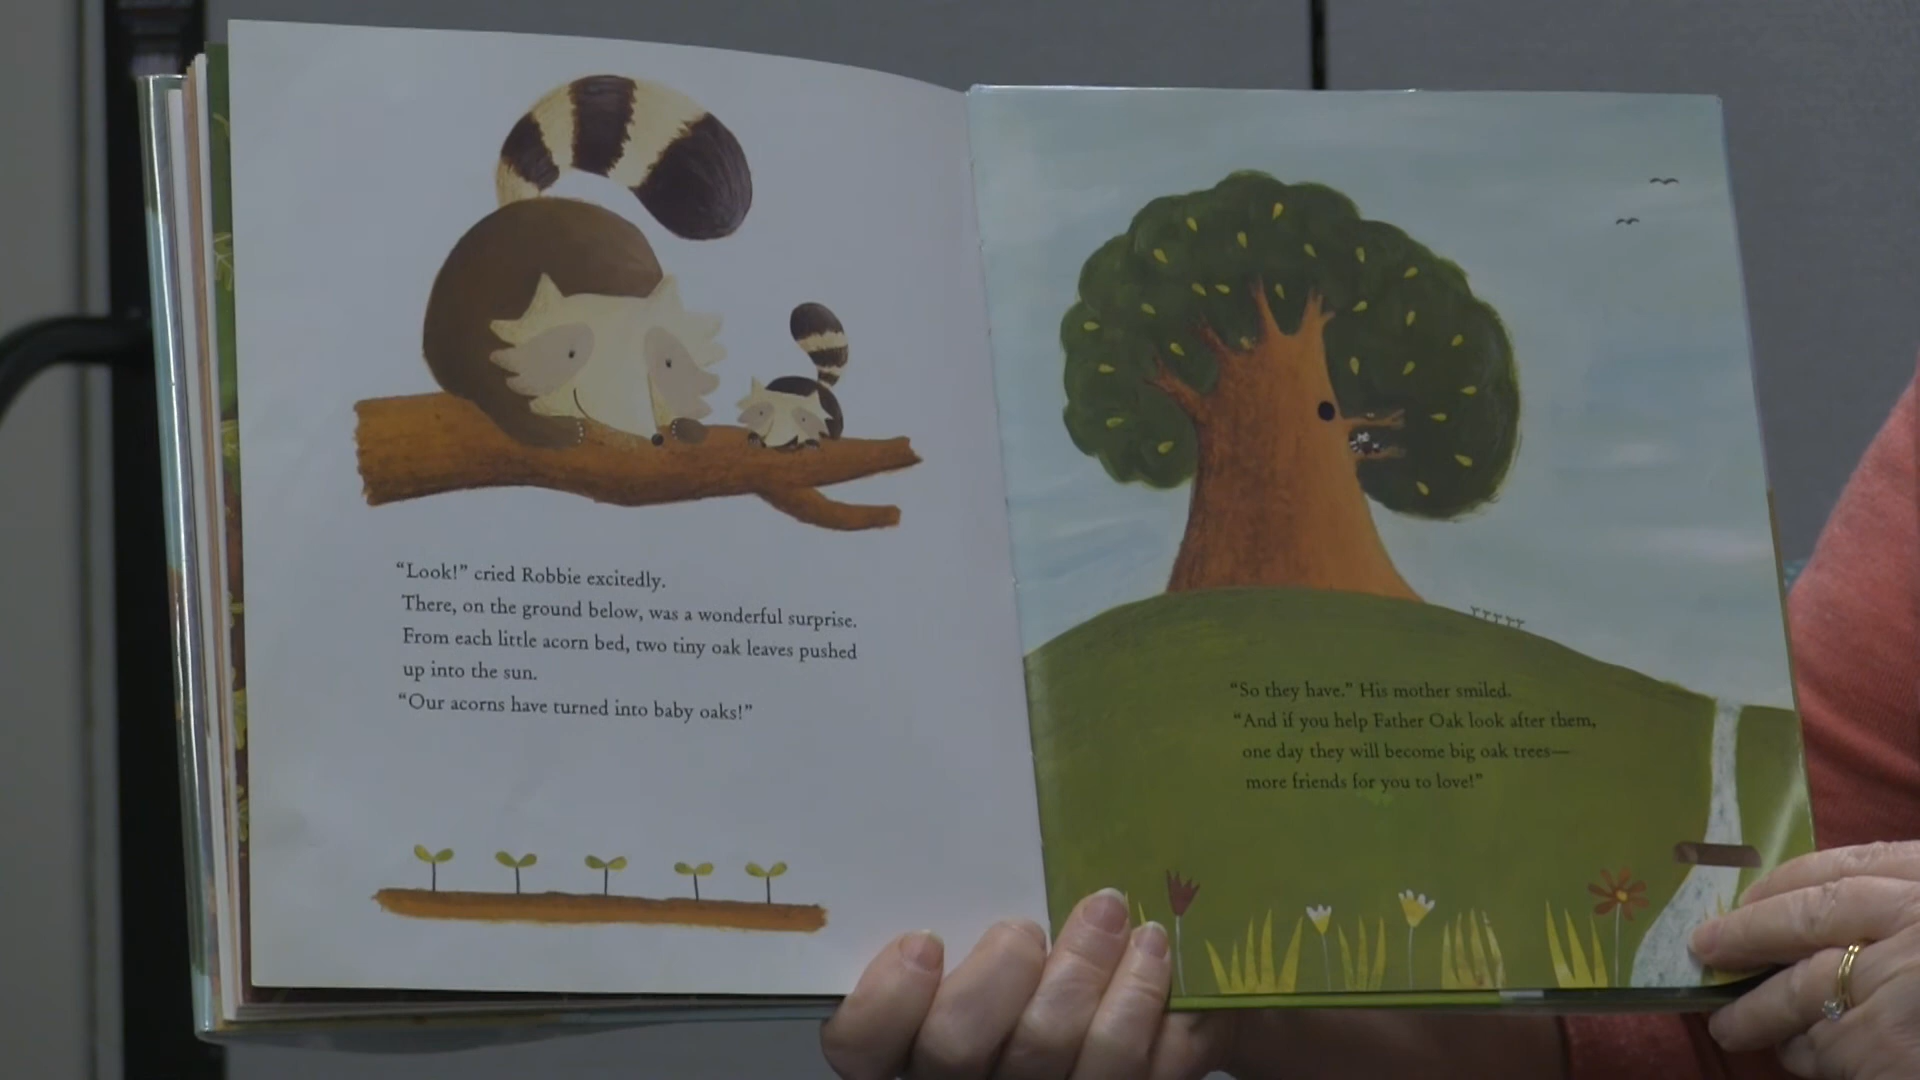 “Look!” cried Robbie excitedly.
There, on the ground below, was a wonderful surprise.
From each little acorn bed, two tiny oak leaves pushed
up into the sun.
“Our acorns have turned into baby oaks!”
“So they have.” His mother smiled.
“And if you help Father Oak look after them,
one day they will become big oak trees—
more friends for you to love!”